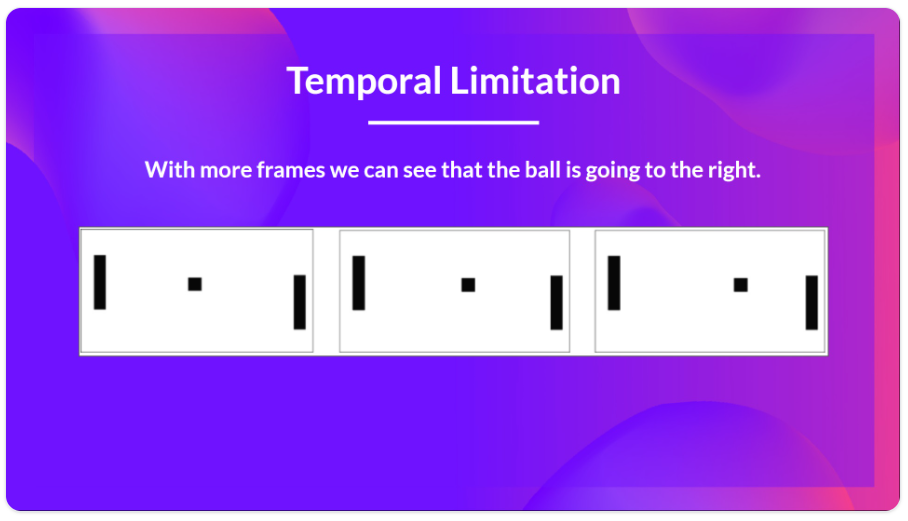 Temporal Limitation
With more frames we can see that the ball is going to the right.